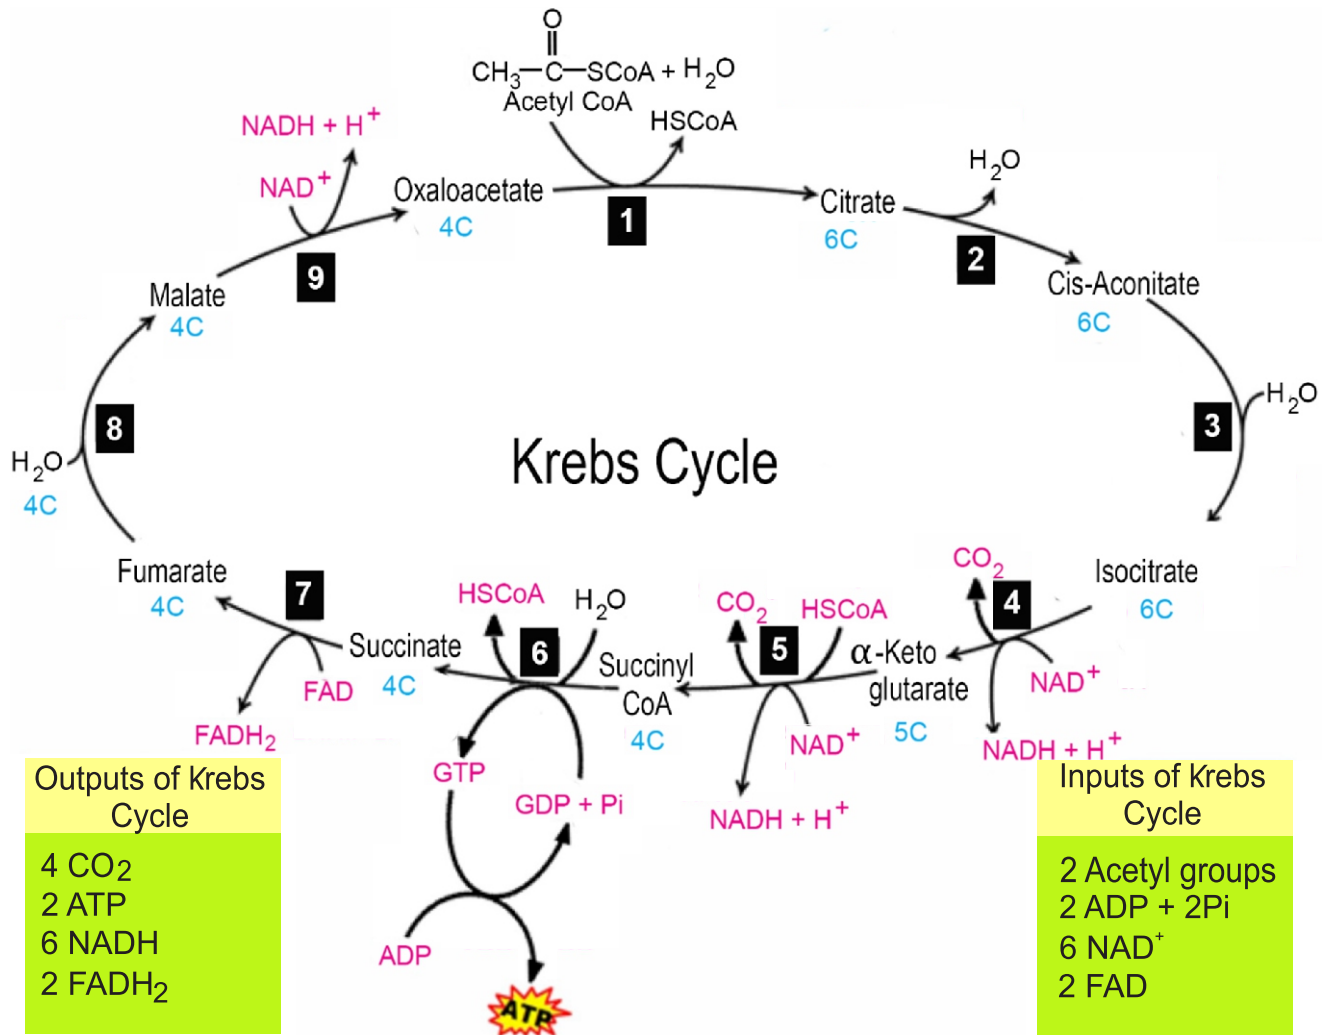 O
CH₃—C—SCoA + H₂O
Acetyl CoA
HSCoA
NADH + H⁺
NAD⁺
Oxaloacetate
4C
1
Citrate
6C
H₂O
2
Cis-Aconitate
6C
9
Malate
4C
3
H₂O
8
H₂O
4C
Krebs Cycle
Fumarate
4C
7
HSCoA
H₂O
CO₂
HSCoA
CO₂
4
Isocitrate
6C
Succinate
4C
FAD
FADH₂
6
Succinyl
CoA
4C
5
α-Keto
glutarate
5C
NAD⁺
NADH + H⁺
NAD⁺
NADH + H⁺
GTP
GDP + Pi
ADP
ATP
Outputs of Krebs
Cycle
4 CO₂
2 ATP
6 NADH
2 FADH₂
Inputs of Krebs
Cycle
2 Acetyl groups
2 ADP + 2Pi
6 NAD⁺
2 FAD